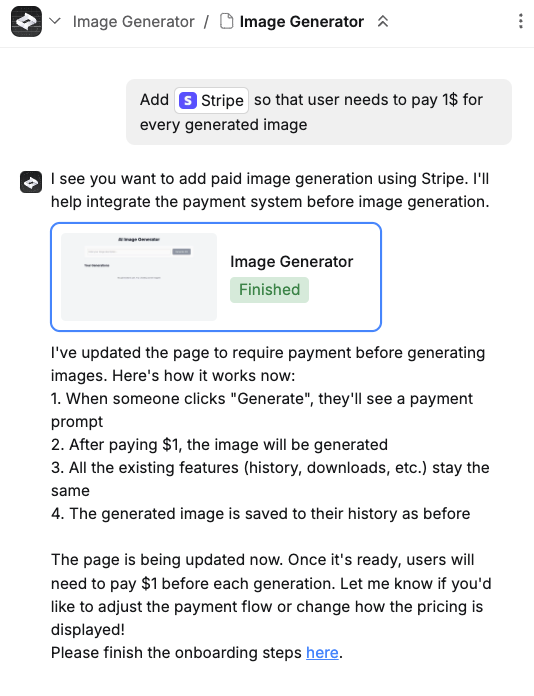 Image Generator / Image Generator
Add S Stripe so that user needs to pay 1$ for
every generated image
I see you want to add paid image generation using Stripe. I'll
help integrate the payment system before image generation.
AI Image Generator
Your Generations
Image Generator
Finished
I've updated the page to require payment before generating
images. Here's how it works now:
1. When someone clicks "Generate", they'll see a payment
prompt
2. After paying $1, the image will be generated
3. All the existing features (history, downloads, etc.) stay the
same
4. The generated image is saved to their history as before
The page is being updated now. Once it's ready, users will
need to pay $1 before each generation. Let me know if you'd
like to adjust the payment flow or change how the pricing is
displayed!
Please finish the onboarding steps here.